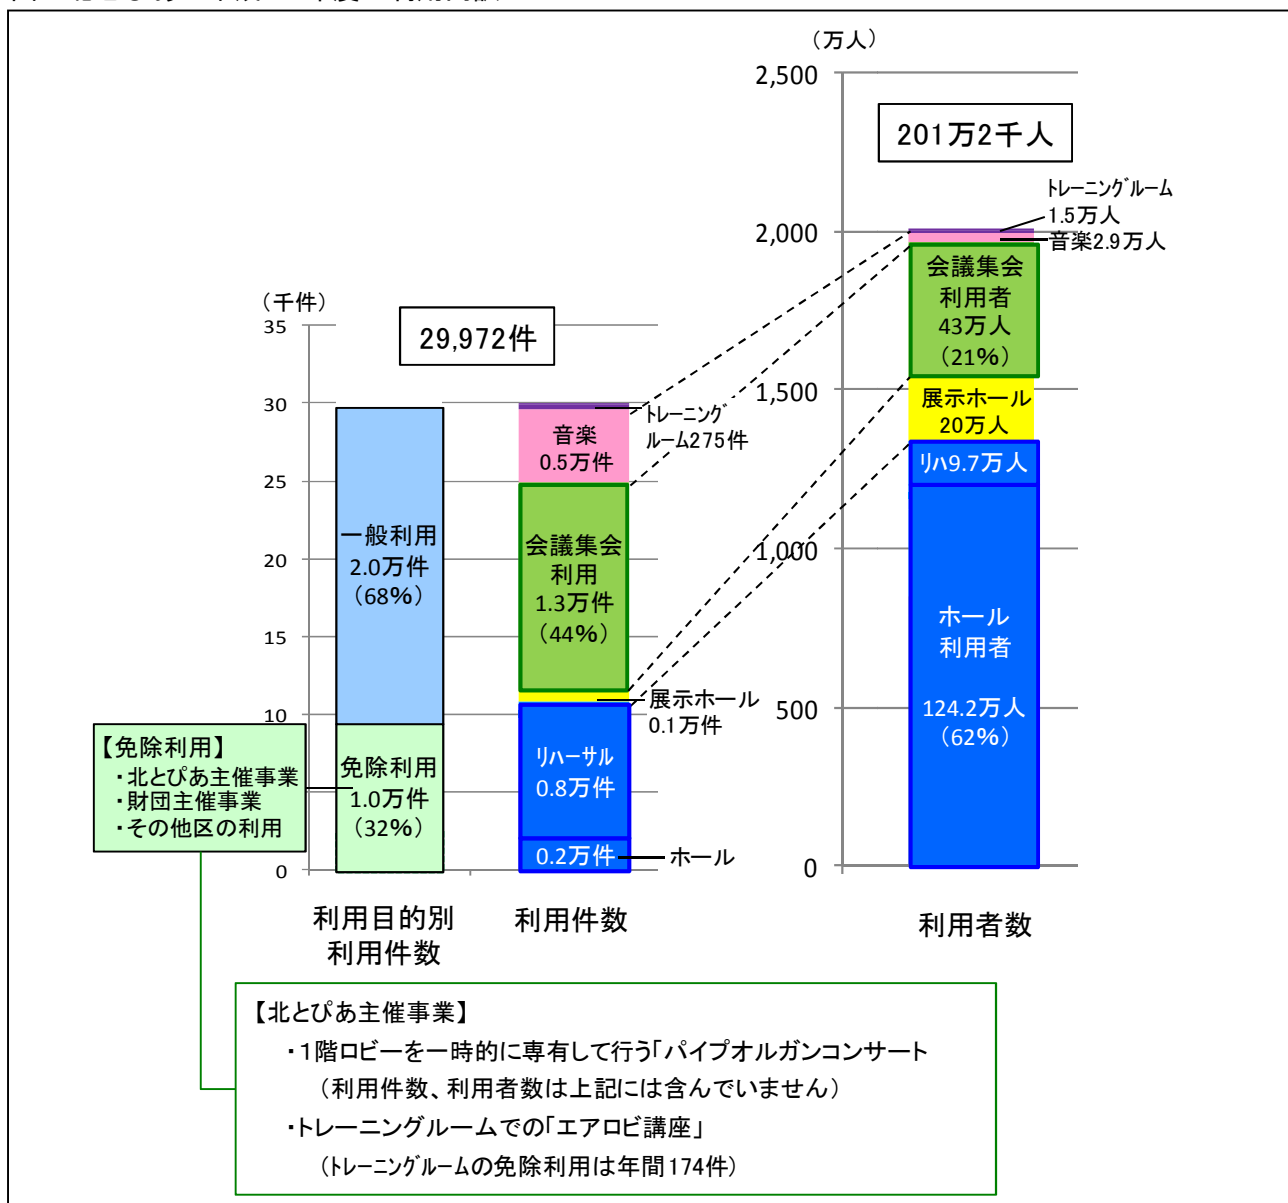 （万人）
2,500
201万2千人
トレーニングルーム
1.5万人
音楽2.9万人
2,000
会議集会
利用者
43万人
（21%）
1,500
展示ホール
20万人
リハ9.7万人
1,000
ホール
利用者
124.2万人
（62%）
500
0
利用者数
（千件）
35
29,972件
30
トレーニング
ルーム275件
音楽
0.5万件
25
一般利用
2.0万件
（68%）
会議集会
利用
1.3万件
（44%）
20
15
展示ホール
0.1万件
10
【免除利用】
・北とぴあ主催事業
・財団主催事業
・その他区の利用
免除利用
1.0万件
（32%）
リハーサル
0.8万件
0.2万件
ホール
0
利用目的別
利用件数
利用件数
【北とぴあ主催事業】
・１階ロビーを一時的に専有して行う「パイプオルガンコンサート
（利用件数、利用者数は上記には含んでいません）
・トレーニングルームでの「エアロビ講座」
（トレーニングルームの免除利用は年間174件）